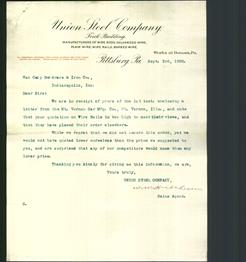 Union Steel Company
Frick Building.
MANUFACTURERS OF WIRE RODS, GALVANIZED WIRE,
PLAIN WIRE, WIRE NAILS, BARBED WIRE.
Works at Donora, Pa.
Pittsburg, Pa. Sept. 3rd, 1902.
Van Camp Hardware & Iron Co.,
Indianapolis, Ind.
Dear Sirs:
We are in receipt of yours of the 1st inst. enclosing a
letter from the Mt. Vernon Car Mfg. Co., Mt. Vernon, Ills., and note
that your quotation on Wire Nails is too high to meet their views, and
that they have placed their order elsewhere.
While we regret that we did not secure this order, yet we
would not have quoted lower ourselves than the price we suggested to
you, and are surprised that any of our competitors would name them any
lower price.
Thanking you kindly for giving us this information, we are,
Yours truly,
UNION STEEL COMPANY,
Sales Agent.